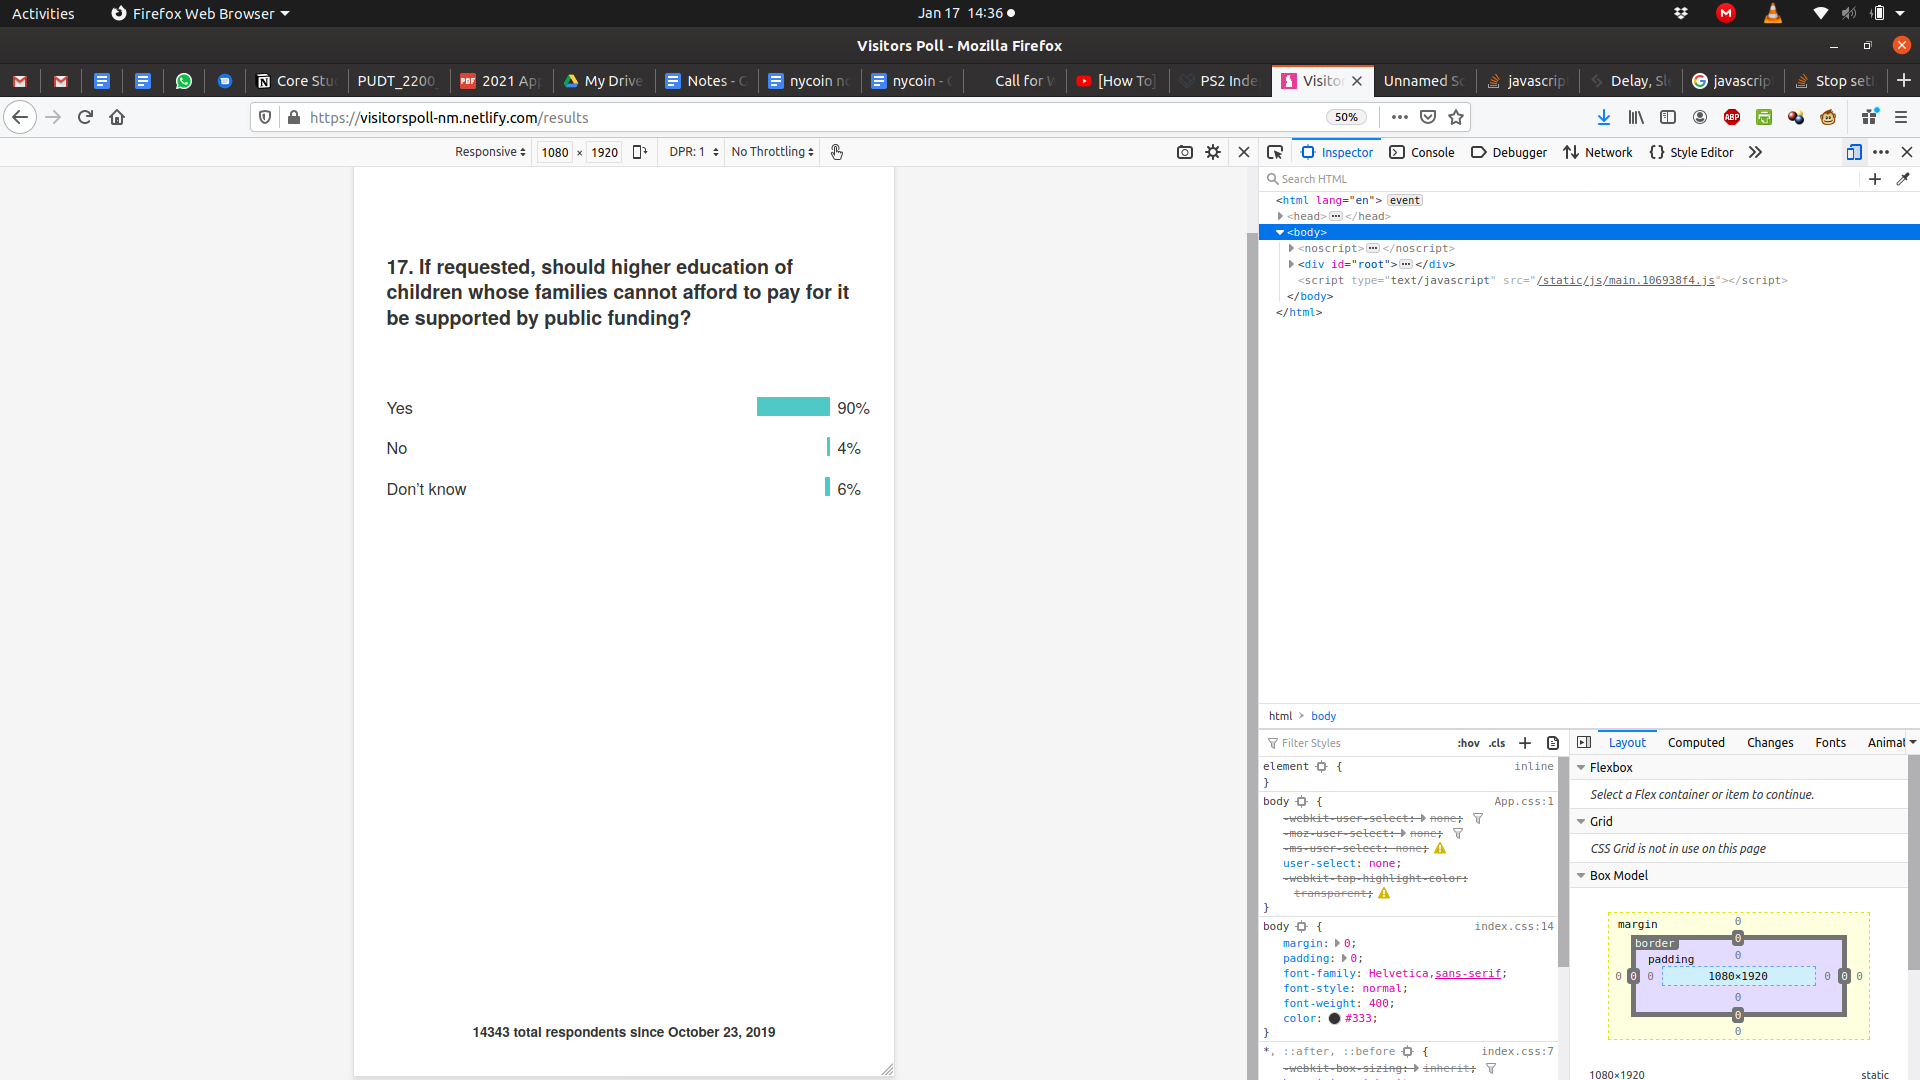 Activities
Firefox Web Browser
Jan 17 14:36
Visitors Poll - Mozilla Firefox
Core Stu
PUDT_2200
2021 Ap
My Drive
Notes - G
nycoin no
nycoin - G
Call for W
[How To]
PS2 Inde
Visitor
Unnamed Sc
javascrip
Delay, Sle
javascrip
Stop set
https://visitorspoll-nm.netlify.com/results
50%
Responsive
1080 × 1920
DPR: 1
No Throttling
Inspector
Console
Debugger
Network
Style Editor
Search HTML
<html lang="en"> event
<head> </head>
<body>
<noscript> </noscript>
<div id="root"> </div>
<script type="text/javascript" src="/static/js/main.106938f4.js"></script>
</body>
</html>
17. If requested, should higher education of
children whose families cannot afford to pay for it
be supported by public funding?
Yes 90%
No 4%
Don't know 6%
14343 total respondents since October 23, 2019
html > body
Filter Styles
:hov .cls
element { inline
}
body { App.css:1
-webkit-user-select: none;
-moz-user-select: none;
-ms-user-select: none;
user-select: none;
-webkit-tap-highlight-color:
transparent;
}
body { index.css:14
margin: 0;
padding: 0;
font-family: Helvetica,sans-serif;
font-style: normal;
font-weight: 400;
color: #333;
}
*, ::after, ::before { index.css:7
-webkit-box-sizing: inherit;
Layout
Computed
Changes
Fonts
Animat
Flexbox
Select a Flex container or item to continue.
Grid
CSS Grid is not in use on this page
Box Model
margin 0
border 0
padding 0
0 0 0 1080×1920 0 0 0
0
0
0
1080×1920 static